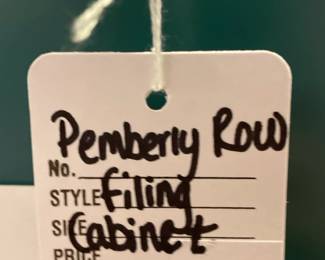 Pemberly Row
No.
STYLE Filing
SIZE Cabinet
PRICE